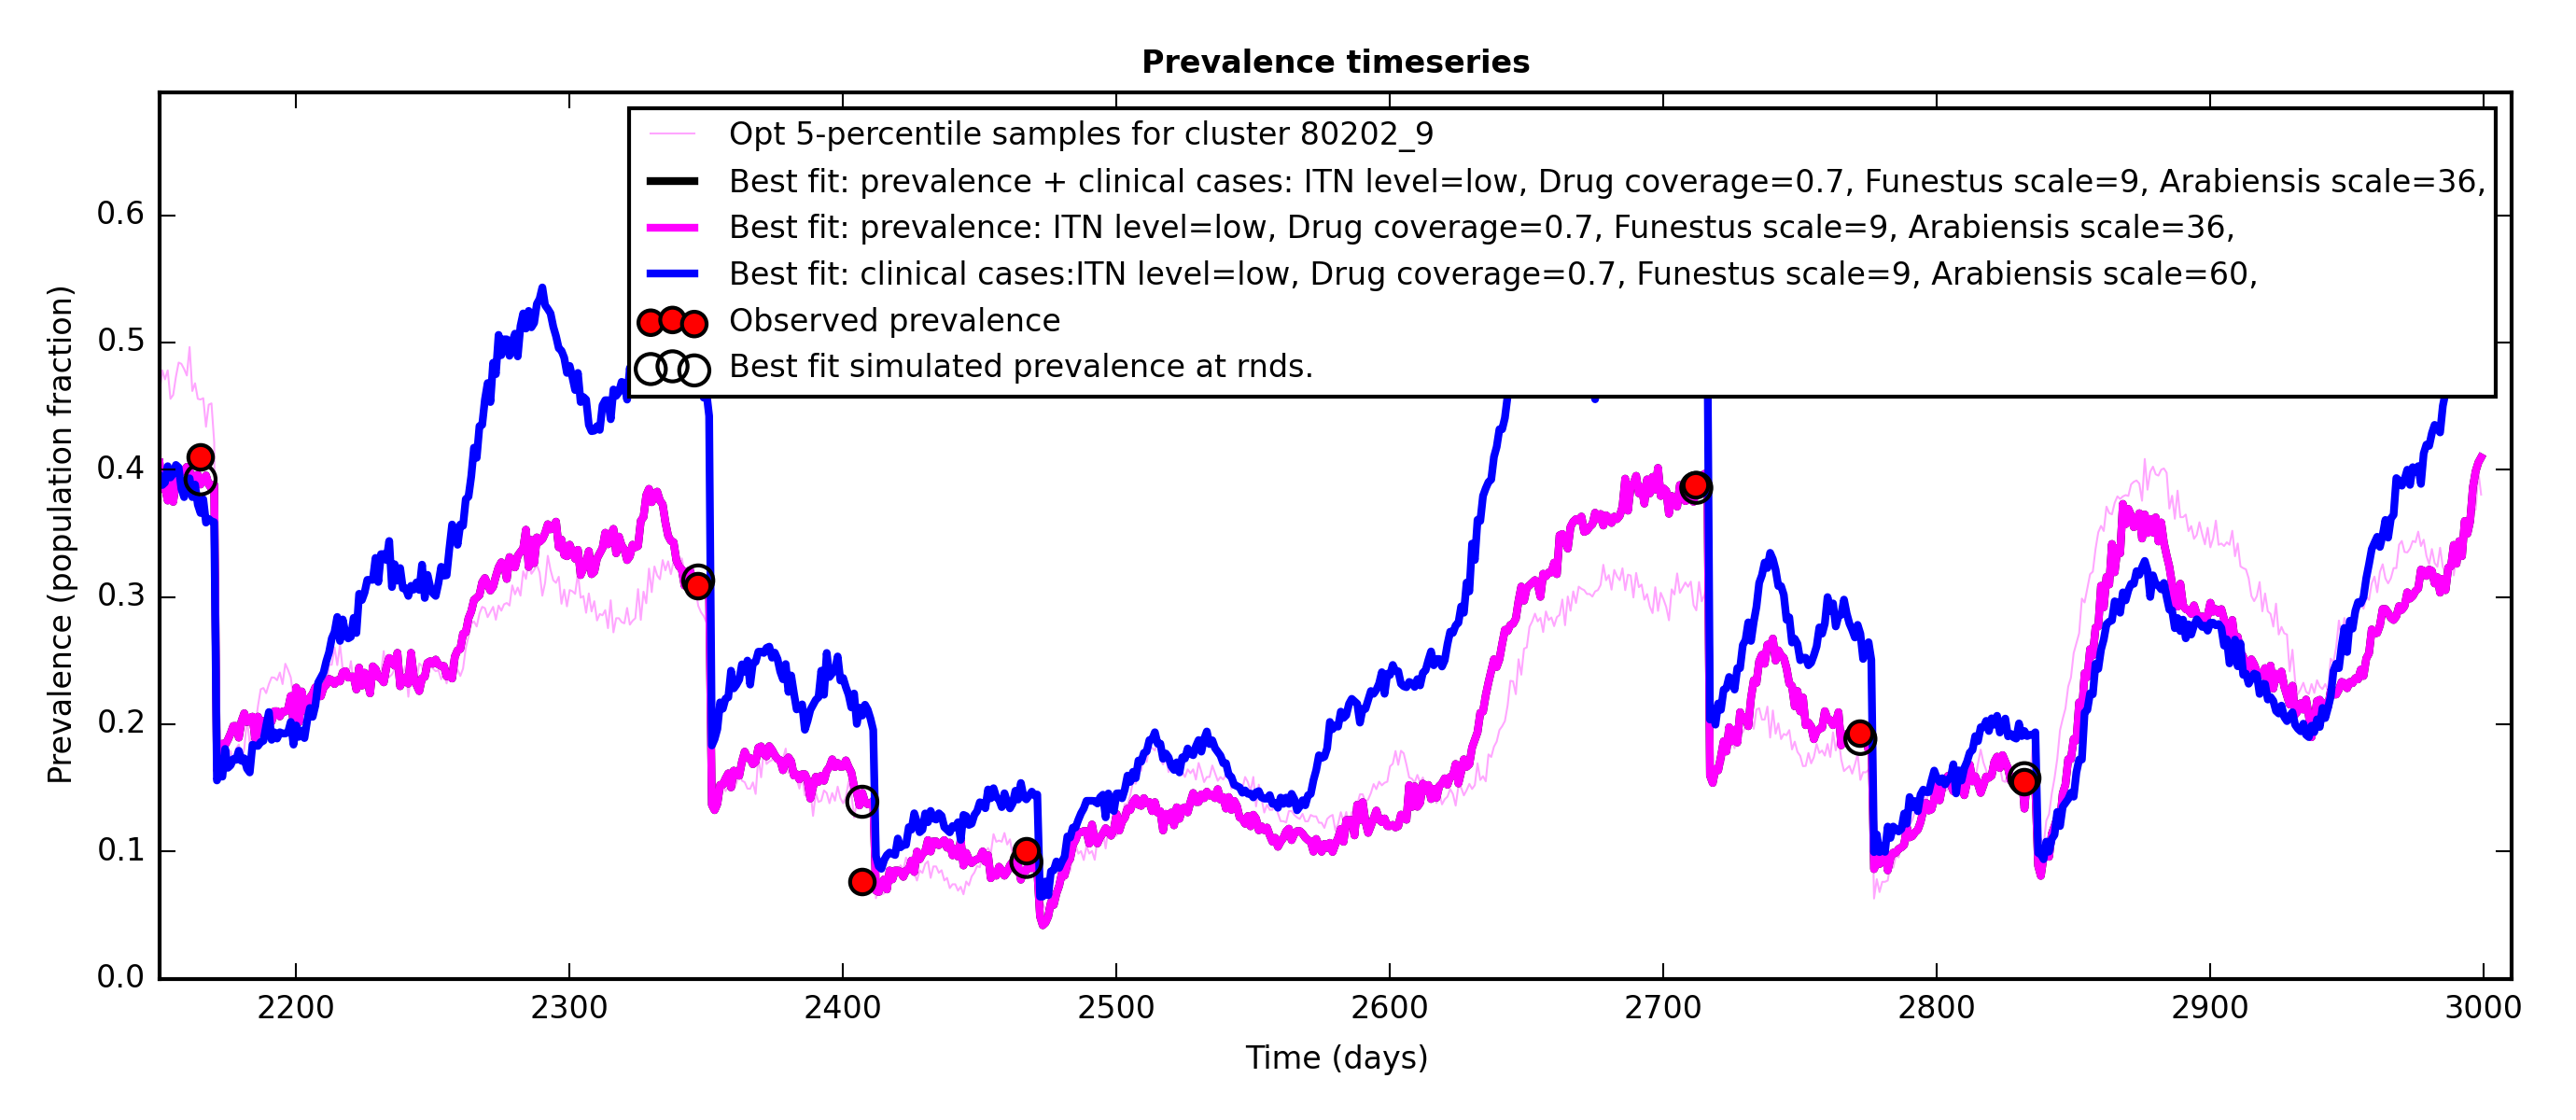 Prevalence timeseries
Opt 5-percentile samples for cluster 80202_9
Best fit: prevalence + clinical cases: ITN level=low, Drug coverage=0.7, Funestus scale=9, Arabiensis scale=36,
Best fit: prevalence: ITN level=low, Drug coverage=0.7, Funestus scale=9, Arabiensis scale=36,
Best fit: clinical cases:ITN level=low, Drug coverage=0.7, Funestus scale=9, Arabiensis scale=60,
Observed prevalence
Best fit simulated prevalence at rnds.
Prevalence (population fraction)
0.6
0.5
0.4
0.3
0.2
0.1
0.0
2200 2300 2400 2500 2600 2700 2800 2900 3000
Time (days)